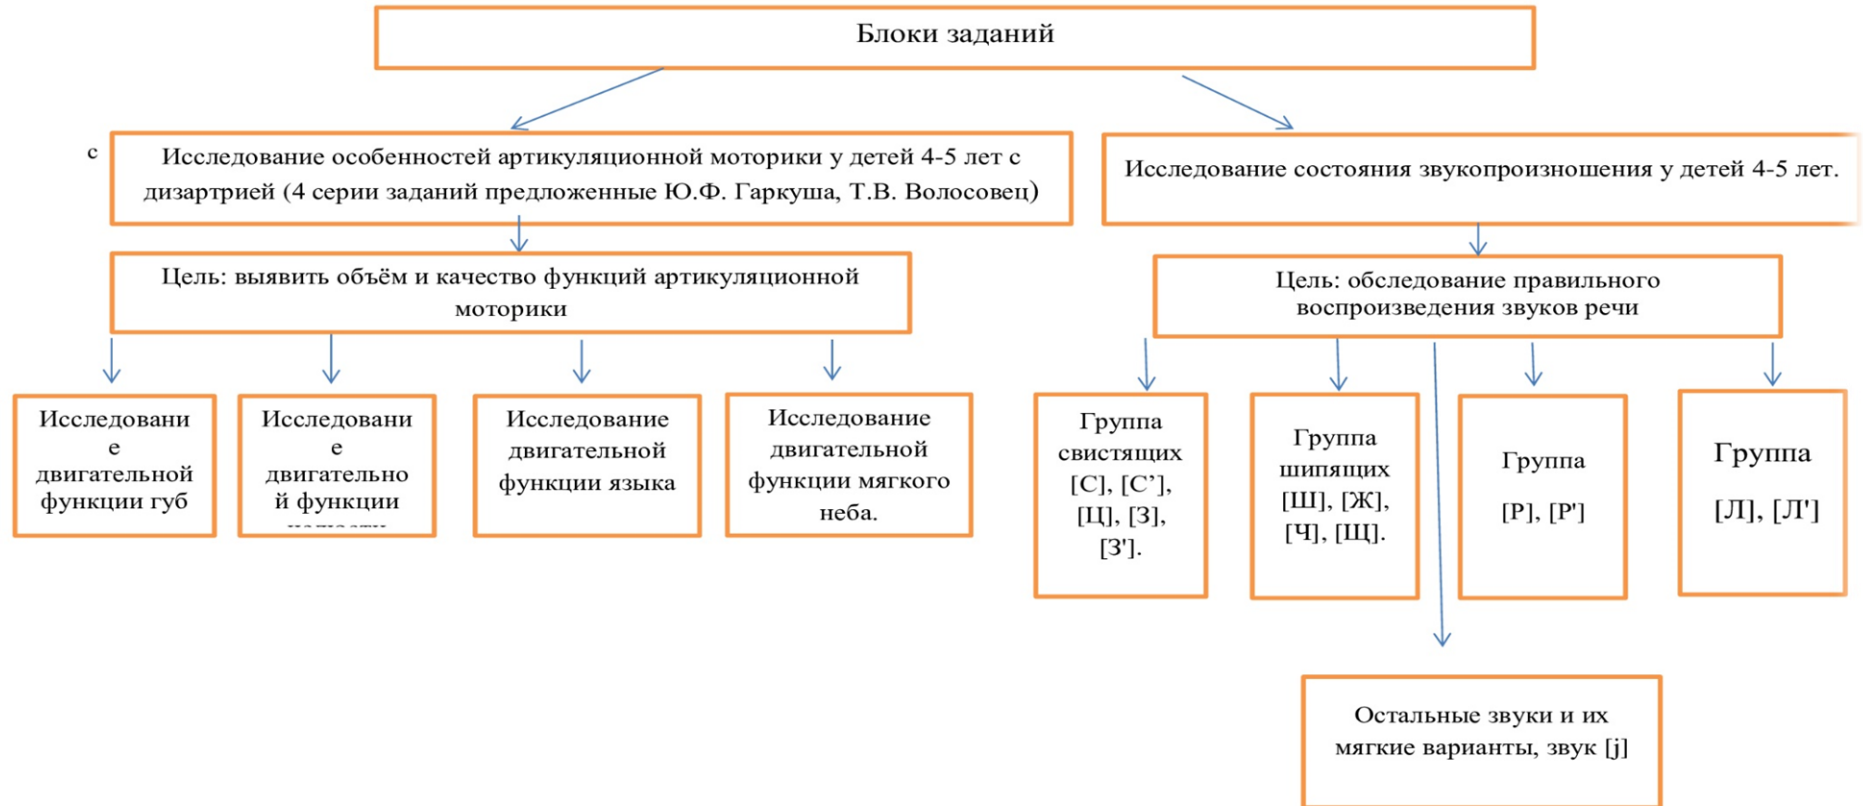 Блоки заданий
с
Исследование особенностей артикуляционной моторики у детей 4-5 лет с
дизартрией (4 серии заданий предложенные Ю.Ф. Гаркуша, Т.В. Волосовец)
Исследование состояния звукопроизношения у детей 4-5 лет.
Цель: выявить объём и качество функций артикуляционной
моторики
Цель: обследование правильного
воспроизведения звуков речи
Исследовани
е
двигательной
функции губ
Исследовани
е
двигательно
й функции
Исследование
двигательной
функции языка
Исследование
двигательной
функции мягкого
неба.
Группа
свистящих
[С], [С’],
[Ц], [З],
[З'].
Группа
шипящих
[Ш], [Ж],
[Ч], [Щ].
Группа
[Р], [Р']
Группа
[Л], [Л']
Остальные звуки и их
мягкие варианты, звук [j]